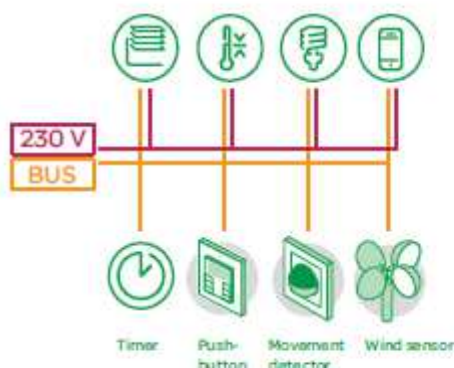 230 V
BUS
Timer
Push-
button
Movement
detector
Wind sensor